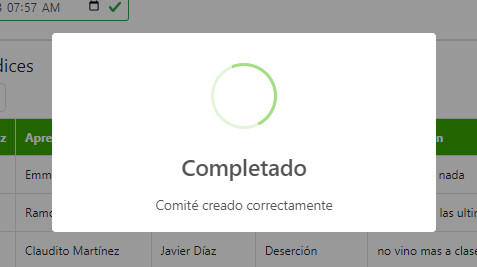 07:57 AM
dices
z Apre n
Completado
Emm nada
Comité creado correctamente
Ramo las ultim
Claudito Martínez Javier Díaz Deserción no vino mas a clase